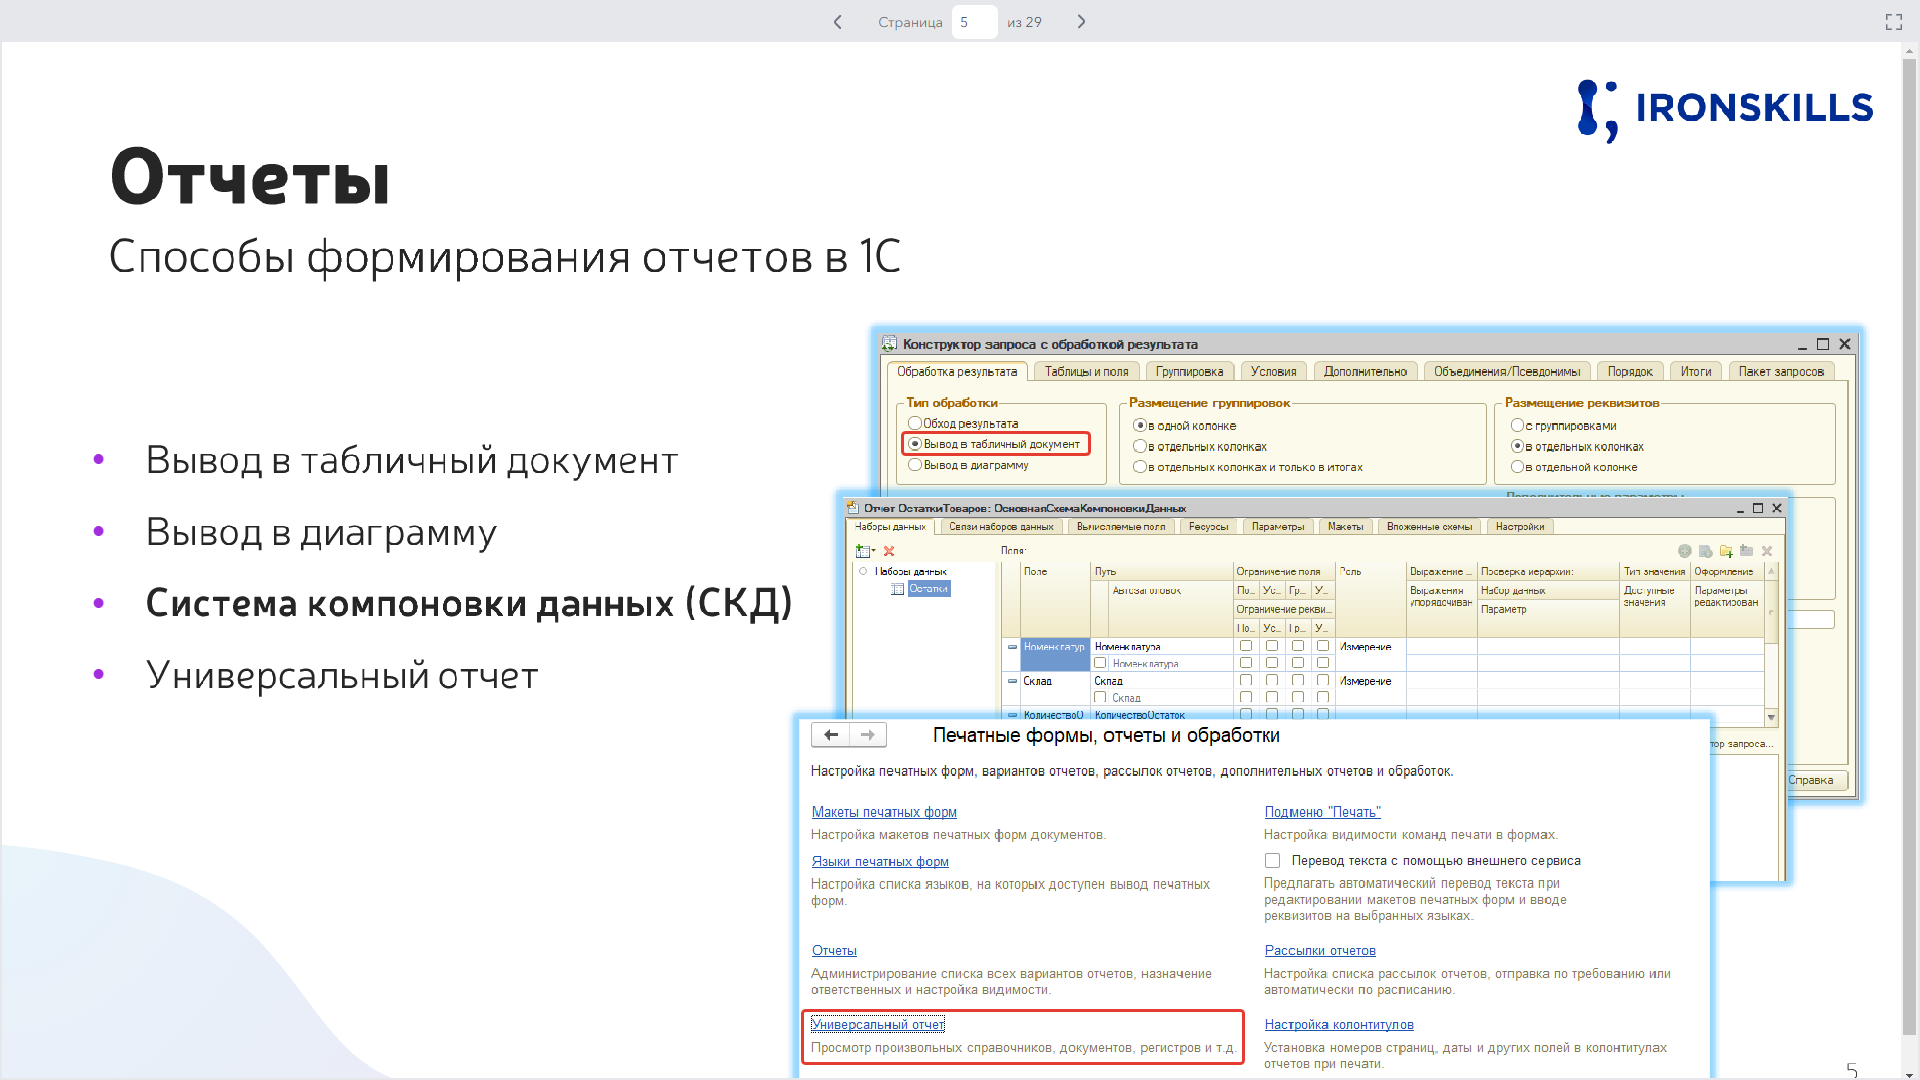 Страница 5 из 29
IRONSKILLS
Отчеты
Способы формирования отчетов в 1С
• Вывод в табличный документ
• Вывод в диаграмму
• Система компоновки данных (СКД)
• Универсальный отчет
Конструктор запроса с обработкой результата
Обработка результата Таблицы и поля Группировка Условия Дополнительно Объединения/Псевдонимы Порядок Итоги Пакет запросов
Тип обработки
Обход результата
Вывод в табличный документ
Вывод в диаграмму
Размещение группировок
в одной колонке
в отдельных колонках
в отдельных колонках и только в итогах
Размещение реквизитов
с группировками
в отдельных колонках
в отдельной колонке
Отчет ОстаткиТоваров: ОсновнаяСхемаКомпоновкиДанных
Наборы данных Связи наборов данных Вычисляемые поля Ресурсы Параметры Макеты Вложенные схемы Настройки
Поля:
Наборы данных
Остатки
Поле Путь Ограничение поля Роль Выражение ... Проверка иерархии: Тип значения Оформление
Автозаголовок По... Ус... Гр... У... Выражения упорядочиван Набор данных Доступные значения Параметры редактирован
Ограничение рекви... Параметр
По... Ус... Гр... У...
Номенклатур Номенклатура Измерение
Номенклатура
Склад Склад Измерение
Склад
КоличествоО КоличествоОстаток
тор запроса...
Справка
Печатные формы, отчеты и обработки
Настройка печатных форм, вариантов отчетов, рассылок отчетов, дополнительных отчетов и обработок.
Макеты печатных форм
Настройка макетов печатных форм документов.
Языки печатных форм
Настройка списка языков, на которых доступен вывод печатных
форм.
Отчеты
Администрирование списка всех вариантов отчетов, назначение
ответственных и настройка видимости.
Универсальный отчет
Просмотр произвольных справочников, документов, регистров и т.д.
Подменю "Печать"
Настройка видимости команд печати в формах.
Перевод текста с помощью внешнего сервиса
Предлагать автоматический перевод текста при
редактировании макетов печатных форм и вводе
реквизитов на выбранных языках.
Рассылки отчетов
Настройка списка рассылок отчетов, отправка по требованию или
автоматически по расписанию.
Настройка колонтитулов
Установка номеров страниц, даты и других полей в колонтитулах
отчетов при печати.
5